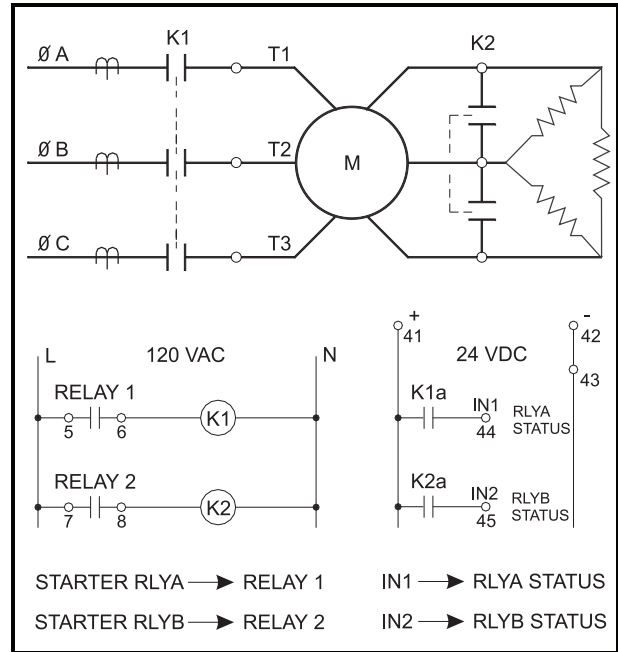 K1 K2
Ø A T1
Ø B T2 M
Ø C T3
+ -
41 42
L 120 VAC N 24 VDC
43
RELAY 1 K1a
K1 IN1 RLYA
5 6 44 STATUS
RELAY 2 K2a
K2 IN2 RLYB
7 8 45 STATUS
STARTER RLYA RELAY 1 IN1 RLYA STATUS
STARTER RLYB RELAY 2 IN2 RLYB STATUS